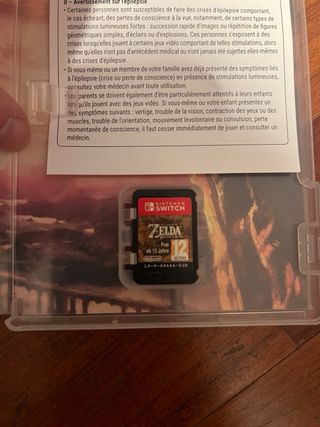 II – Avertissement sur l'épilepsie
• Certaines personnes sont susceptibles de faire des crises d'épilepsie comportant,
le cas échéant, des pertes de conscience à la vue, notamment, de certains types de
stimulations lumineuses fortes : succession rapide d'images ou répétition de figures
géométriques simples, d'éclairs ou d'explosions. Ces personnes s'exposent à des
crises lorsqu'elles jouent à certains jeux vidéo comportant de telles stimulations, alors
même qu'elles n'ont pas d'antécédent médical ou n'ont jamais été sujettes elles-mêmes à
des crises d'épilepsie.
• Si vous-même ou un membre de votre famille avez déjà présenté des symptômes liés
à l'épilepsie (crise ou perte de conscience) en présence de stimulations lumineuses,
consultez votre médecin avant toute utilisation.
• Les parents se doivent également d'être particulièrement attentifs à leurs enfants
lorsqu'ils jouent avec des jeux vidéo. Si vous-même ou votre enfant présentez un
des symptômes suivants : vertige, trouble de la vision, contraction des yeux ou des
muscles, trouble de l'orientation, mouvement involontaire ou convulsion, perte
momentanée de conscience, il faut cesser immédiatement de jouer et consulter un
médecin.
NINTENDO
SWITCH
ZELDA
Frei
ab 12 Jahre
12
Nintendo
LA-H-AAAAA-EUR